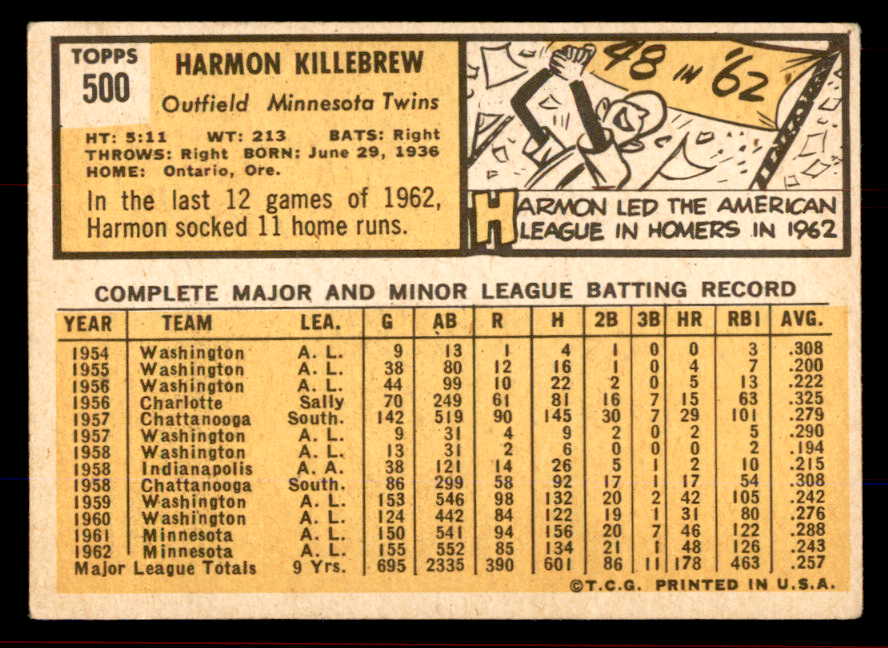 TOPPS
500
HARMON KILLEBREW
Outfield Minnesota Twins
HT: 5:11 WT: 213 BATS: Right
THROWS: Right BORN: June 29, 1936
HOME: Ontario, Ore.
In the last 12 games of 1962,
Harmon socked 11 home runs.
48 IN '62
HARMON LED THE AMERICAN
LEAGUE IN HOMERS IN 1962
COMPLETE MAJOR AND MINOR LEAGUE BATTING RECORD
YEAR TEAM LEA. G AB R H 2B 3B HR RBI AVG.
1954 Washington A. L. 9 13 1 4 1 0 0 3 .308
1955 Washington A. L. 38 80 12 16 1 0 4 7 .200
1956 Washington A. L. 44 99 10 22 2 0 5 13 .222
1956 Charlotte Sally 70 249 61 81 16 7 15 63 .325
1957 Chattanooga South. 142 519 90 145 30 7 29 101 .279
1957 Washington A. L. 9 31 4 9 2 0 2 5 .290
1958 Washington A. L. 13 31 2 6 0 0 0 2 .194
1958 Indianapolis A. A. 38 121 14 26 5 1 2 10 .215
1958 Chattanooga South. 86 299 58 92 17 1 17 54 .308
1959 Washington A. L. 153 546 98 132 20 2 42 105 .242
1960 Washington A. L. 124 442 84 122 19 1 31 80 .276
1961 Minnesota A. L. 150 541 94 156 20 7 46 122 .288
1962 Minnesota A. L. 155 552 85 134 21 1 48 126 .243
Major League Totals 9 Yrs. 695 2335 390 601 86 11 178 463 .257
©T.C.G. PRINTED IN U.S.A.